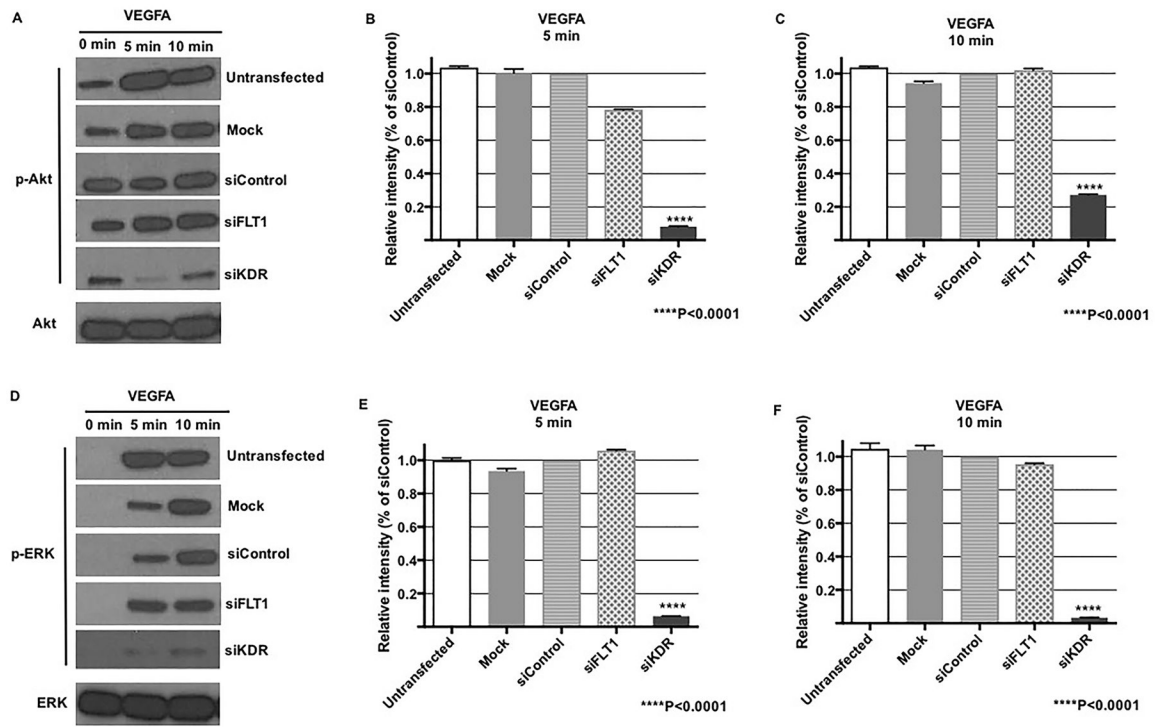 A
VEGFA
0 min 5 min 10 min
Untransfected
Mock
p-Akt
siControl
siFLT1
siKDR
Akt
B
VEGFA
5 min
Relative intensity (% of siControl)
1.0
0.8
0.6
0.4
0.2
****
Untransfected
Mock
siControl
siFLT1
siKDR
****P<0.0001
C
VEGFA
10 min
Relative intensity (% of siControl)
1.0
0.8
0.6
0.4
0.2
****
Untransfected
Mock
siControl
siFLT1
siKDR
****P<0.0001
D
VEGFA
0 min 5 min 10 min
Untransfected
Mock
p-ERK
siControl
siFLT1
siKDR
ERK
E
VEGFA
5 min
Relative intensity (% of siControl)
1.0
0.8
0.6
0.4
0.2
****
Untransfected
Mock
siControl
siFLT1
siKDR
****P<0.0001
F
VEGFA
10 min
Relative intensity (% of siControl)
1.0
0.8
0.6
0.4
0.2
****
Untransfected
Mock
siControl
siFLT1
siKDR
****P<0.0001